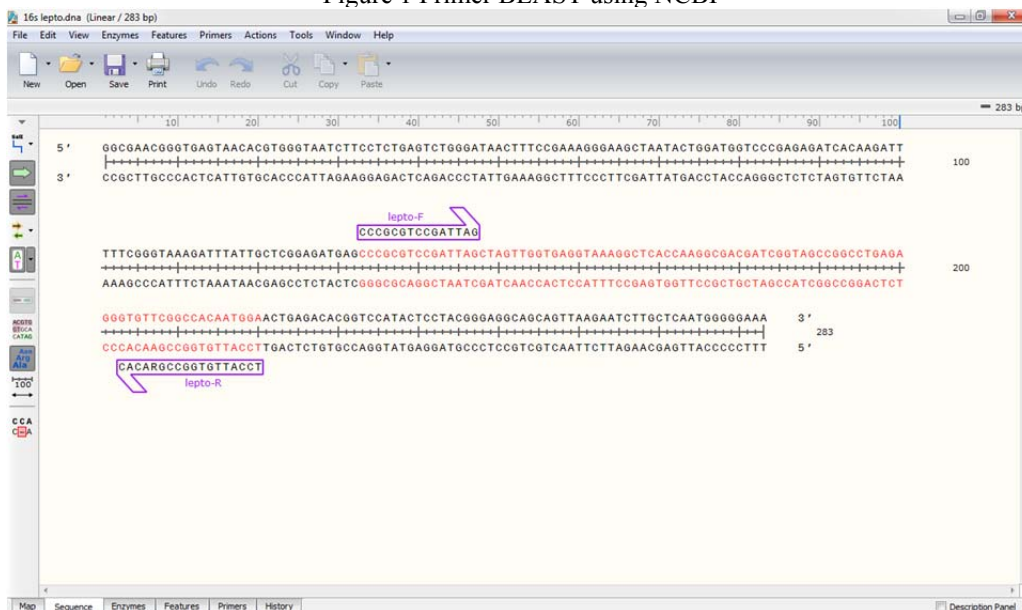 Figure 1 Primer BLAST using NCBI
16s lepto.dna (Linear / 283 bp)
File Edit View Enzymes Features Primers Actions Tools Window Help
New Open Save Print Undo Redo Cut Copy Paste
283 b
10 20 30 40 50 60 70 80 90 100
5' GGCGAACGGGTGAGTAACACGTGGGTAATCTTCCTCTGAGTCTGGGATAACTTTCCGAAAGGGAAGCTAATACTGGATGGTCCCGAGAGATCACAAGATT
100
3' CCGCTTGCCCACTCATTGTGCACCCATTAGAAGGAGACTCAGACCCTATTGAAAGGCTTTCCCTTCGATTATGACCTACCAGGGCTCTCTAGTGTTCTAA
lepto-F
CCCGCGTCCGATTAG
TTTCGGGTAAAGATTTATTGCTCGGAGATGAGCCCGCGTCCGATTAGCTAGTTGGTGAGGTAAAGGCTCACCAAGGCGACGATCGGTAGCCGGCCTGAGA
200
AAAGCCCATTTCTAAATAACGAGCCTCTACTCGGGCGCAGGCTAATCGATCAACCACTCCATTTCCGAGTGGTTCCGCTGCTAGCCATCGGCCGGACTCT
GGGTGTTCGGCCACAATGGAACTGAGACACGGTCCATACTCCTACGGGAGGCAGCAGTTAAGAATCTTGCTCAATGGGGGAAA 3'
283
CCCACAAGCCGGTGTTACCTTGACTCTGTGCCAGGTATGAGGATGCCCTCCGTCGTCAATTCTTAGAACGAGTTACCCCCTTT 5'
CACARGCCGGTGTTACCT
lepto-R
Map Sequence Enzymes Features Primers History Description Panel